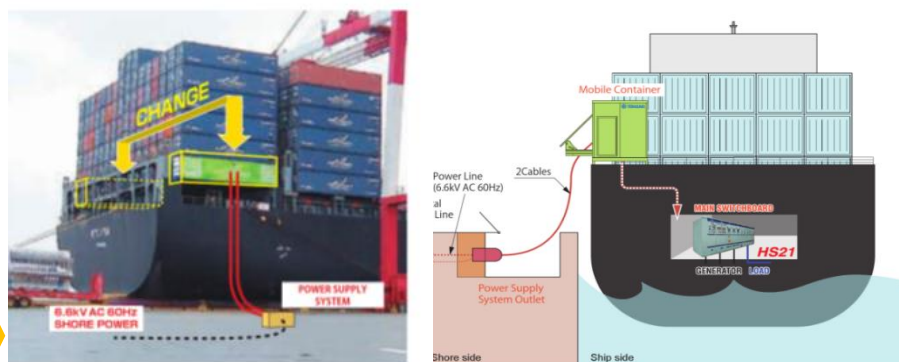 CHANGE
POWER SUPPLY
SYSTEM
6.6kV AC 60Hz
SHORE POWER
Mobile Container
Power Line
(6.6kV AC 60Hz)
al
Line
2Cables
MAIN SWITCHBOARD
HS21
GENERATOR
LOAD
Power Supply
System Outlet
Shore side
Ship side